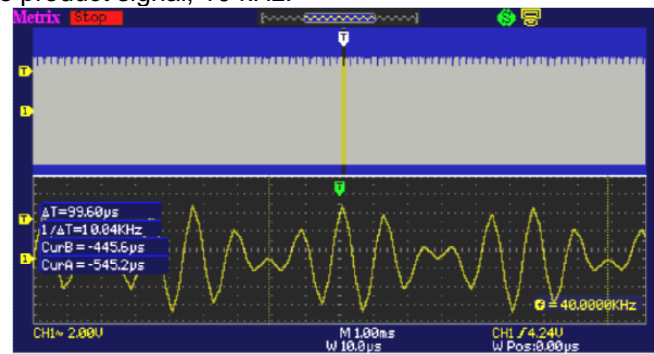 product signal, 10 kHz.
Metrix Stop
T
T
1
T
T
1
ΔT=99.60µs
1/ΔT=10.04KHz
CurB=-445.6µs
CurA=-545.2µs
=40.0000KHz
CH1~ 2.00V
M 1.00ms
CH1 4.24V
W 10.0µs
W Pos:0.00µs